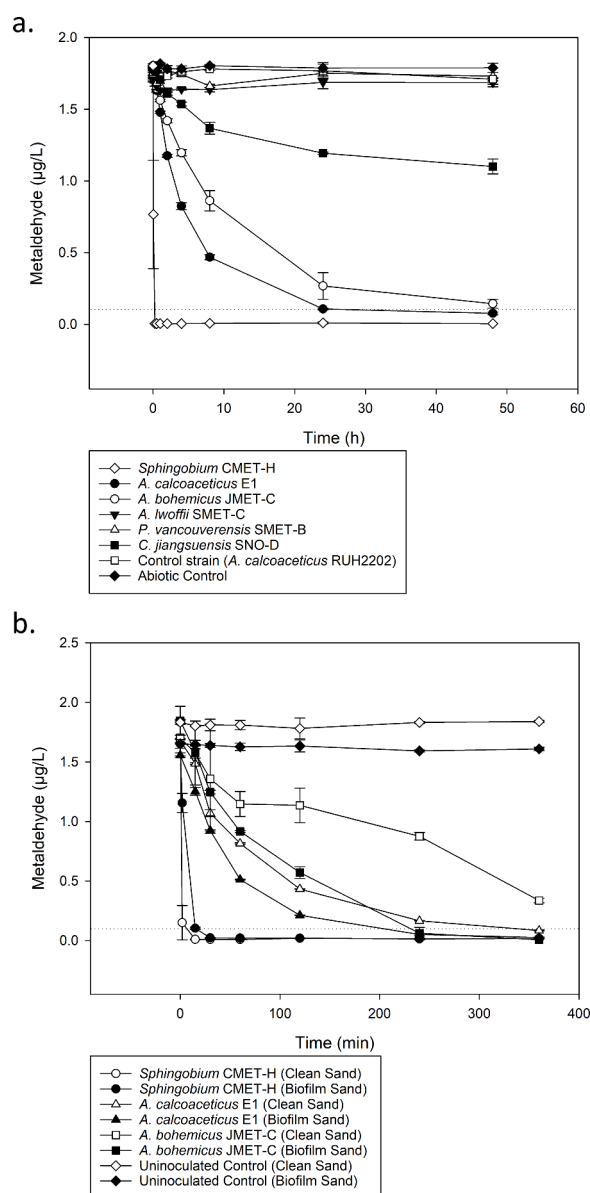 a.
2.0
1.5
1.0
0.5
0.0
Metaldehyde (µg/L)
0 10 20 30 40 50 60
Time (h)
Sphingobium CMET-H
A. calcoaceticus E1
A. bohemicus JMET-C
A. lwoffii SMET-C
P. vancouverensis SMET-B
C. jiangsuensis SNO-D
Control strain (A. calcoaceticus RUH2202)
Abiotic Control
b.
2.5
2.0
1.5
1.0
0.5
0.0
Metaldehyde (µg/L)
0 100 200 300 400
Time (min)
Sphingobium CMET-H (Clean Sand)
Sphingobium CMET-H (Biofilm Sand)
A. calcoaceticus E1 (Clean Sand)
A. calcoaceticus E1 (Biofilm Sand)
A. bohemicus JMET-C (Clean Sand)
A. bohemicus JMET-C (Biofilm Sand)
Uninoculated Control (Clean Sand)
Uninoculated Control (Biofilm Sand)